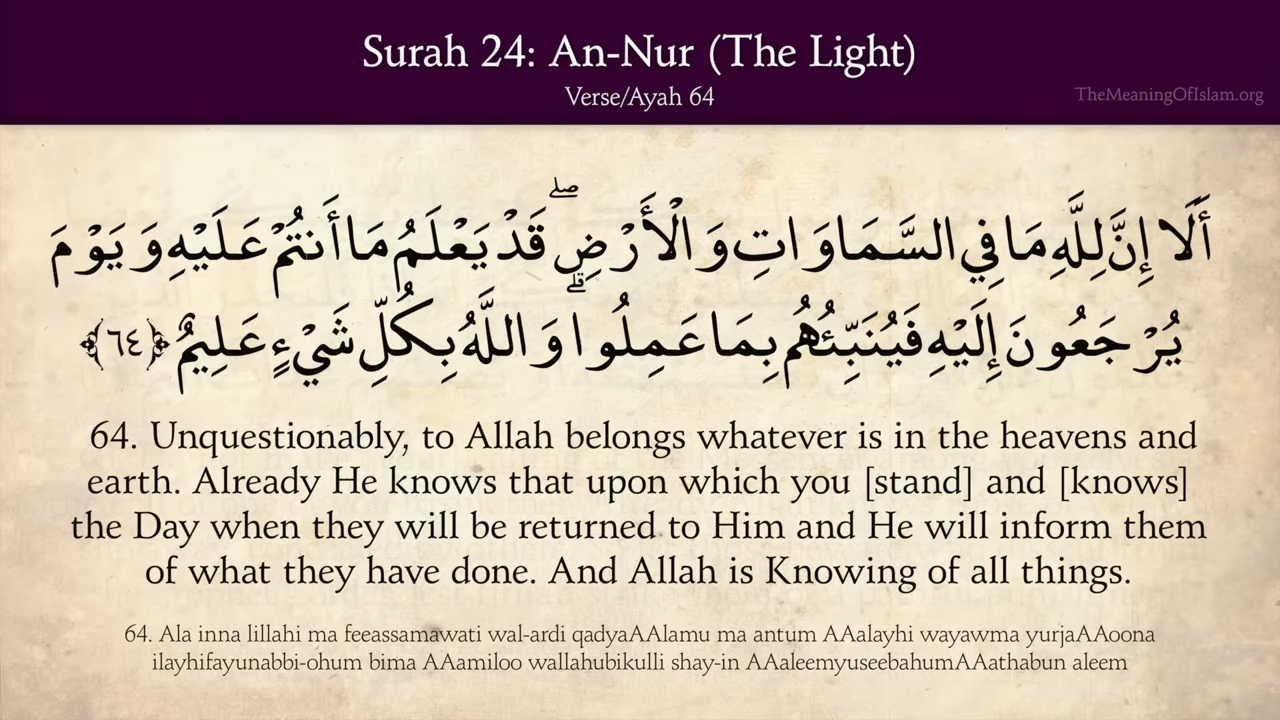 Surah 24: An-Nur (The Light)
Verse/Ayah 64
TheMeaningOfIslam.org
أَلَا إِنَّ لِلَّهِ مَا فِي السَّمَاوَاتِ وَالْأَرْضِ ۖ قَدْ يَعْلَمُ مَا أَنتُمْ عَلَيْهِ وَيَوْمَ
يُرْجَعُونَ إِلَيْهِ فَيُنَبِّئُهُم بِمَا عَمِلُوا ۗ وَاللَّهُ بِكُلِّ شَيْءٍ عَلِيمٌ ﴿٦٤﴾
64. Unquestionably, to Allah belongs whatever is in the heavens and
earth. Already He knows that upon which you [stand] and [knows]
the Day when they will be returned to Him and He will inform them
of what they have done. And Allah is Knowing of all things.
64. Ala inna lillahi ma feeassamawati wal-ardi qadyaAAlamu ma antum AAalayhi wayawma yurjaAAoona
ilayhifayunabbi-ohum bima AAamiloo wallahubikulli shay-in AAaleemyuseebahumAAathabun aleem